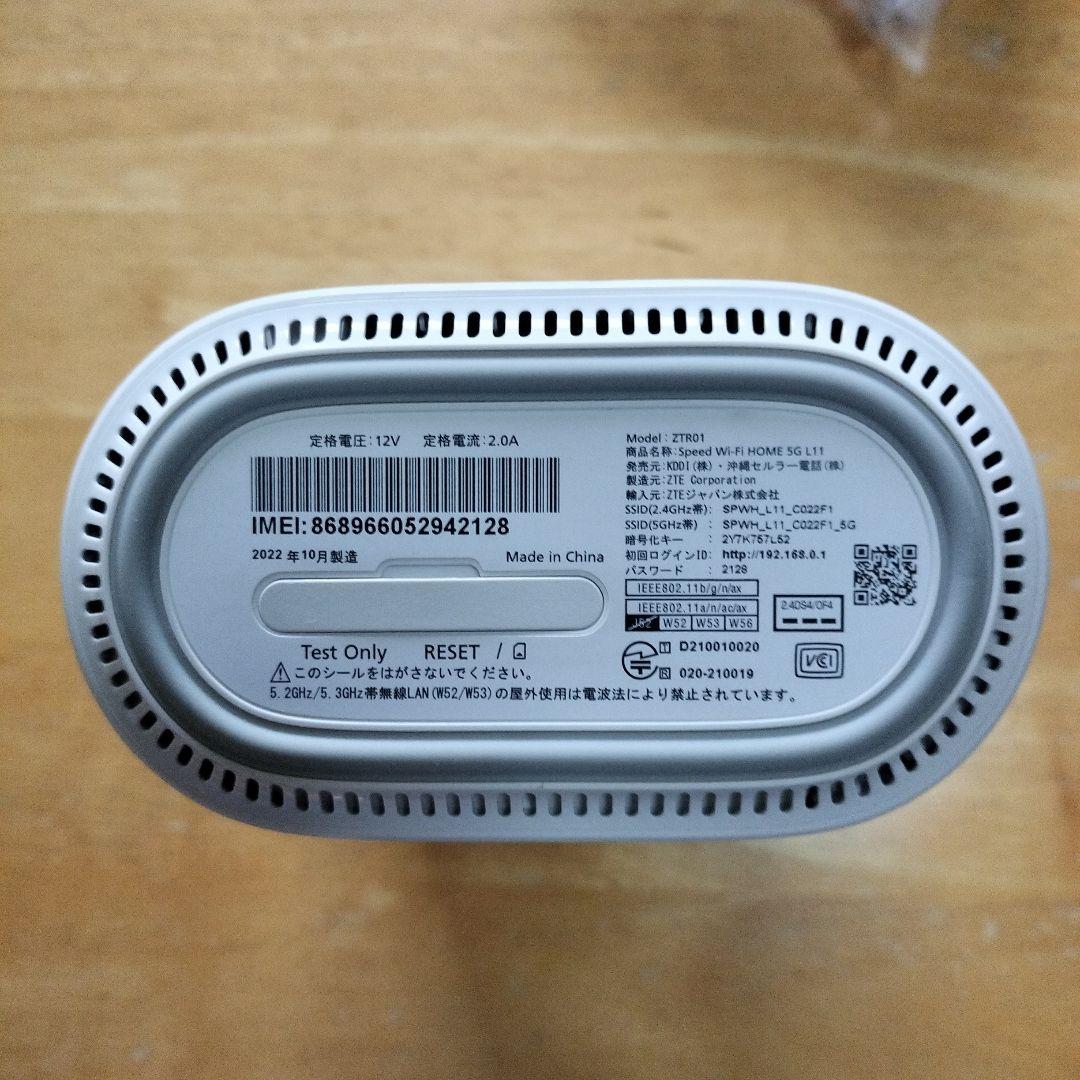 定格電圧:12V 定格電流:2.0A
IMEI:868966052942128
2022 年10月製造 Made in China
Test Only RESET /
このシールをはがさないでください。
5.2GHz/5.3GHz帯無線LAN(W52/W53)の屋外使用は電波法により禁止されています。
Model : ZTR01
商品名称:Speed Wi-Fi HOME 5G L11
発売元:KDDI(株)・沖縄セルラー電話(株)
製造元:ZTE Corporation
輸入元:ZTEジャパン株式会社
SSID(2.4GHz帯): SPWH_L11_C022F1
SSID(5GHz帯) : SPWH_L11_C022F1_5G
暗号化キー : 2Y7K757L52
初回ログインID: http://192.168.0.1
パスワード : 2128
IEEE802.11b/g/n/ax
IEEE802.11a/n/ac/ax
J52 W52 W53 W56
2.4DS4/OF4
T D210010020
R 020-210019
VCCI